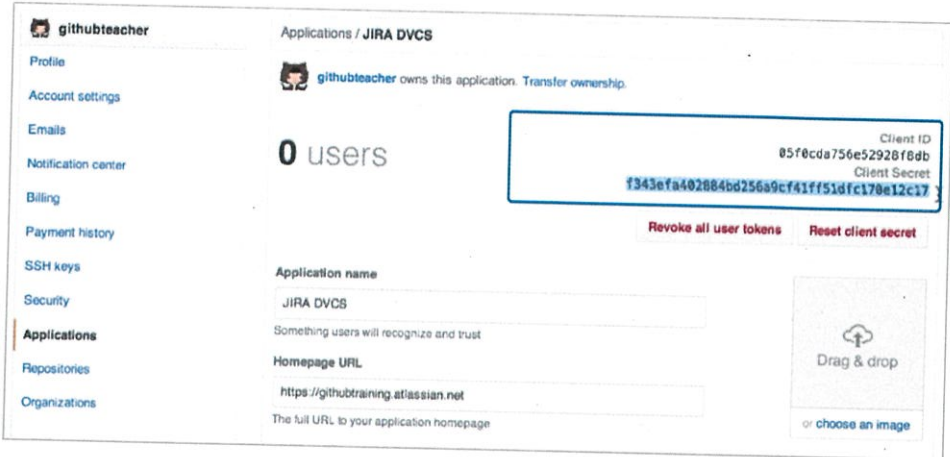 githubteacher
Profile
Account settings
Emails
Notification center
Billing
Payment history
SSH keys
Security
Applications
Repositories
Organizations
Applications / JIRA DVCS
githubteacher owns this application. Transfer ownership.
0 users
Client ID
05f0cda756e52928f8db
Client Secret
f343efa402884bd256a9cf41ff51dfc170e12c17
Revoke all user tokens
Reset client secret
Application name
JIRA DVCS
Something users will recognize and trust
Homepage URL
https://githubtraining.atlassian.net
The full URL to your application homepage
Drag & drop
or choose an image